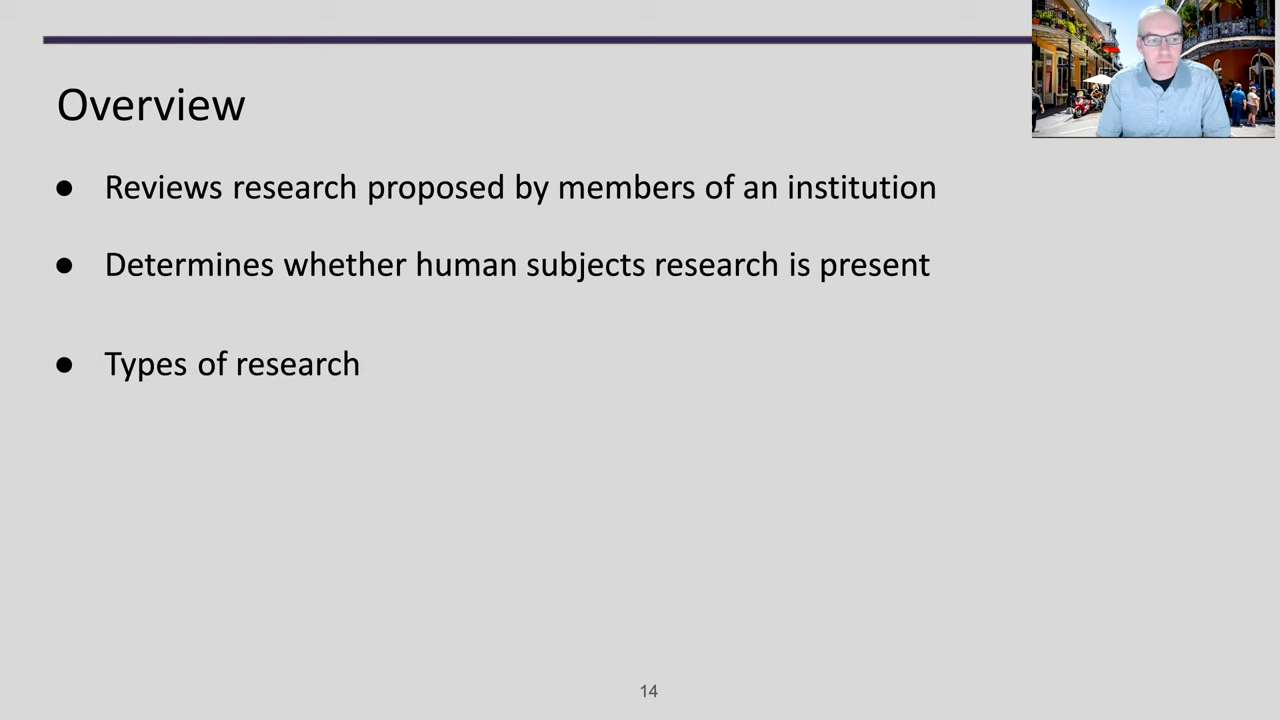 Overview
● Reviews research proposed by members of an institution
● Determines whether human subjects research is present
● Types of research
14